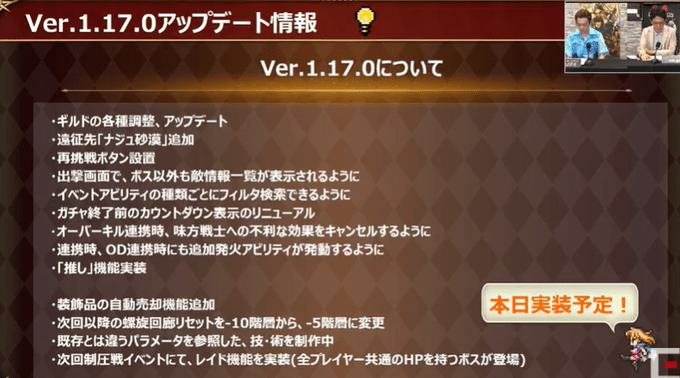 Ver.1.17.0アップデート情報
Ver.1.17.0について
・ギルドの各種調整、アップデート
・遠征先「ナジュ砂漠」追加
・再挑戦ボタン設置
・出撃画面で、ボス以外も敵情報一覧が表示されるように
・イベントアビリティの種類ごとにフィルタ検索できるように
・ガチャ終了前のカウントダウン表示のリニューアル
・オーバーキル連携時、味方戦士への不利な効果をキャンセルするように
・連携時、OD連携時にも追加発火アビリティが発動するように
・「推し」機能実装
・装飾品の自動売却機能追加
・次回以降の螺旋回廊リセットを-10階層から、-5階層に変更
・既存とは違うパラメータを参照した、技・術を制作中
・次回制圧戦イベントにて、レイド機能を実装(全プレイヤー共通のHPを持つボスが登場)
本日実装予定！